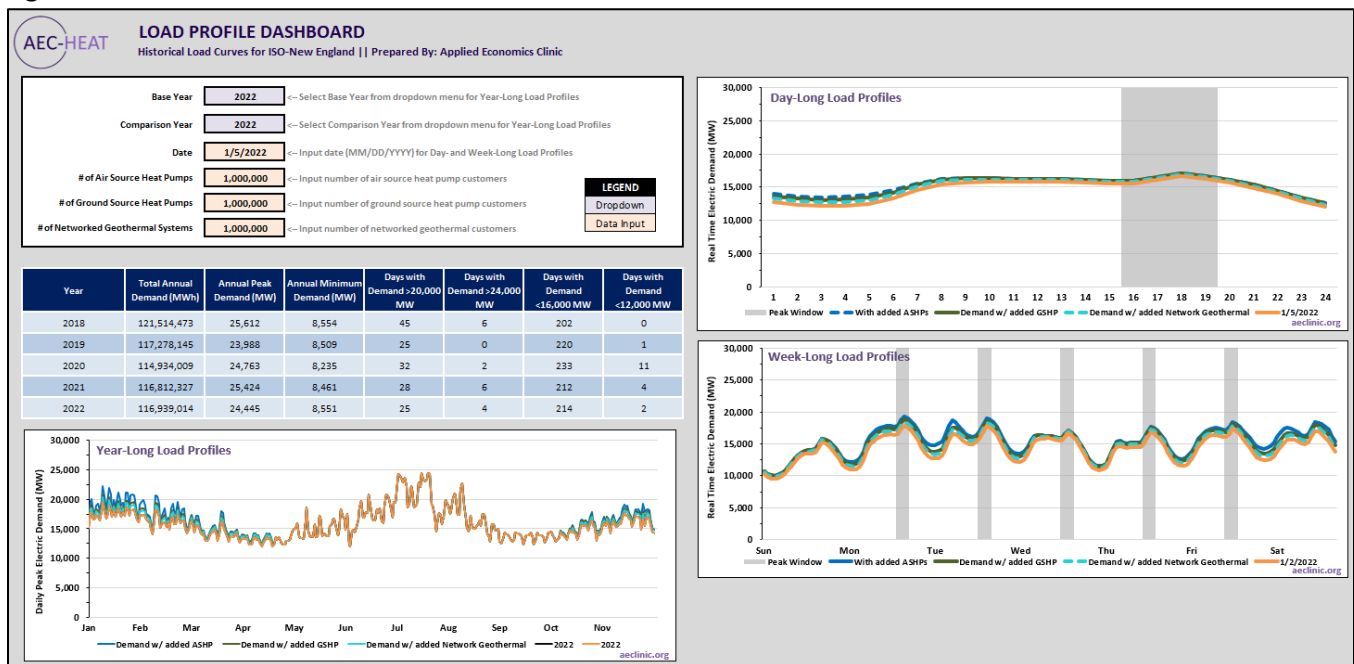 AEC-HEAT
LOAD PROFILE DASHBOARD
Historical Load Curves for ISO-New England || Prepared By: Applied Economics Clinic
Base Year 2022 <-- Select Base Year from dropdown menu for Year-Long Load Profiles
Comparison Year 2022 <-- Select Comparison Year from dropdown menu for Year-Long Load Profiles
Date 1/5/2022 <-- Input date (MM/DD/YYYY) for Day- and Week-Long Load Profiles
# of Air Source Heat Pumps 1,000,000 <-- Input number of air source heat pump customers
# of Ground Source Heat Pumps 1,000,000 <-- Input number of ground source heat pump customers
# of Networked Geothermal Systems 1,000,000 <-- Input number of networked geothermal customers
LEGEND
Dropdown
Data Input
Year Total Annual Demand (MWh) Annual Peak Demand (MW) Annual Minimum Demand (MW) Days with Demand >20,000 MW Days with Demand >24,000 MW Days with Demand <16,000 MW Days with Demand <12,000 MW
2018 121,514,473 25,612 8,554 45 6 202 0
2019 117,278,145 23,988 8,509 25 0 220 1
2020 114,934,009 24,763 8,235 32 2 233 11
2021 116,812,327 25,424 8,461 28 6 212 4
2022 116,939,014 24,445 8,551 25 4 214 2
Year-Long Load Profiles
Daily Peak Electric Demand (MW)
30,000
25,000
20,000
15,000
10,000
5,000
0
Jan Feb Mar Apr May Jun Jul Aug Sep Oct Nov
Demand w/ added ASHP Demand w/ added GSHP Demand w/ added Network Geothermal 2022 2022
aeclinic.org
Day-Long Load Profiles
Real Time Electric Demand (MW)
30,000
25,000
20,000
15,000
10,000
5,000
0
1 2 3 4 5 6 7 8 9 10 11 12 13 14 15 16 17 18 19 20 21 22 23 24
Peak Window With added ASHPs Demand w/ added GSHP Demand w/ added Network Geothermal 1/5/2022
aeclinic.org
Week-Long Load Profiles
Real Time Electric Demand (MW)
30,000
25,000
20,000
15,000
10,000
5,000
0
Sun Mon Tue Wed Thu Fri Sat
Peak Window With added ASHPs Demand w/ added GSHP Demand w/ added Network Geothermal 1/2/2022
aeclinic.org